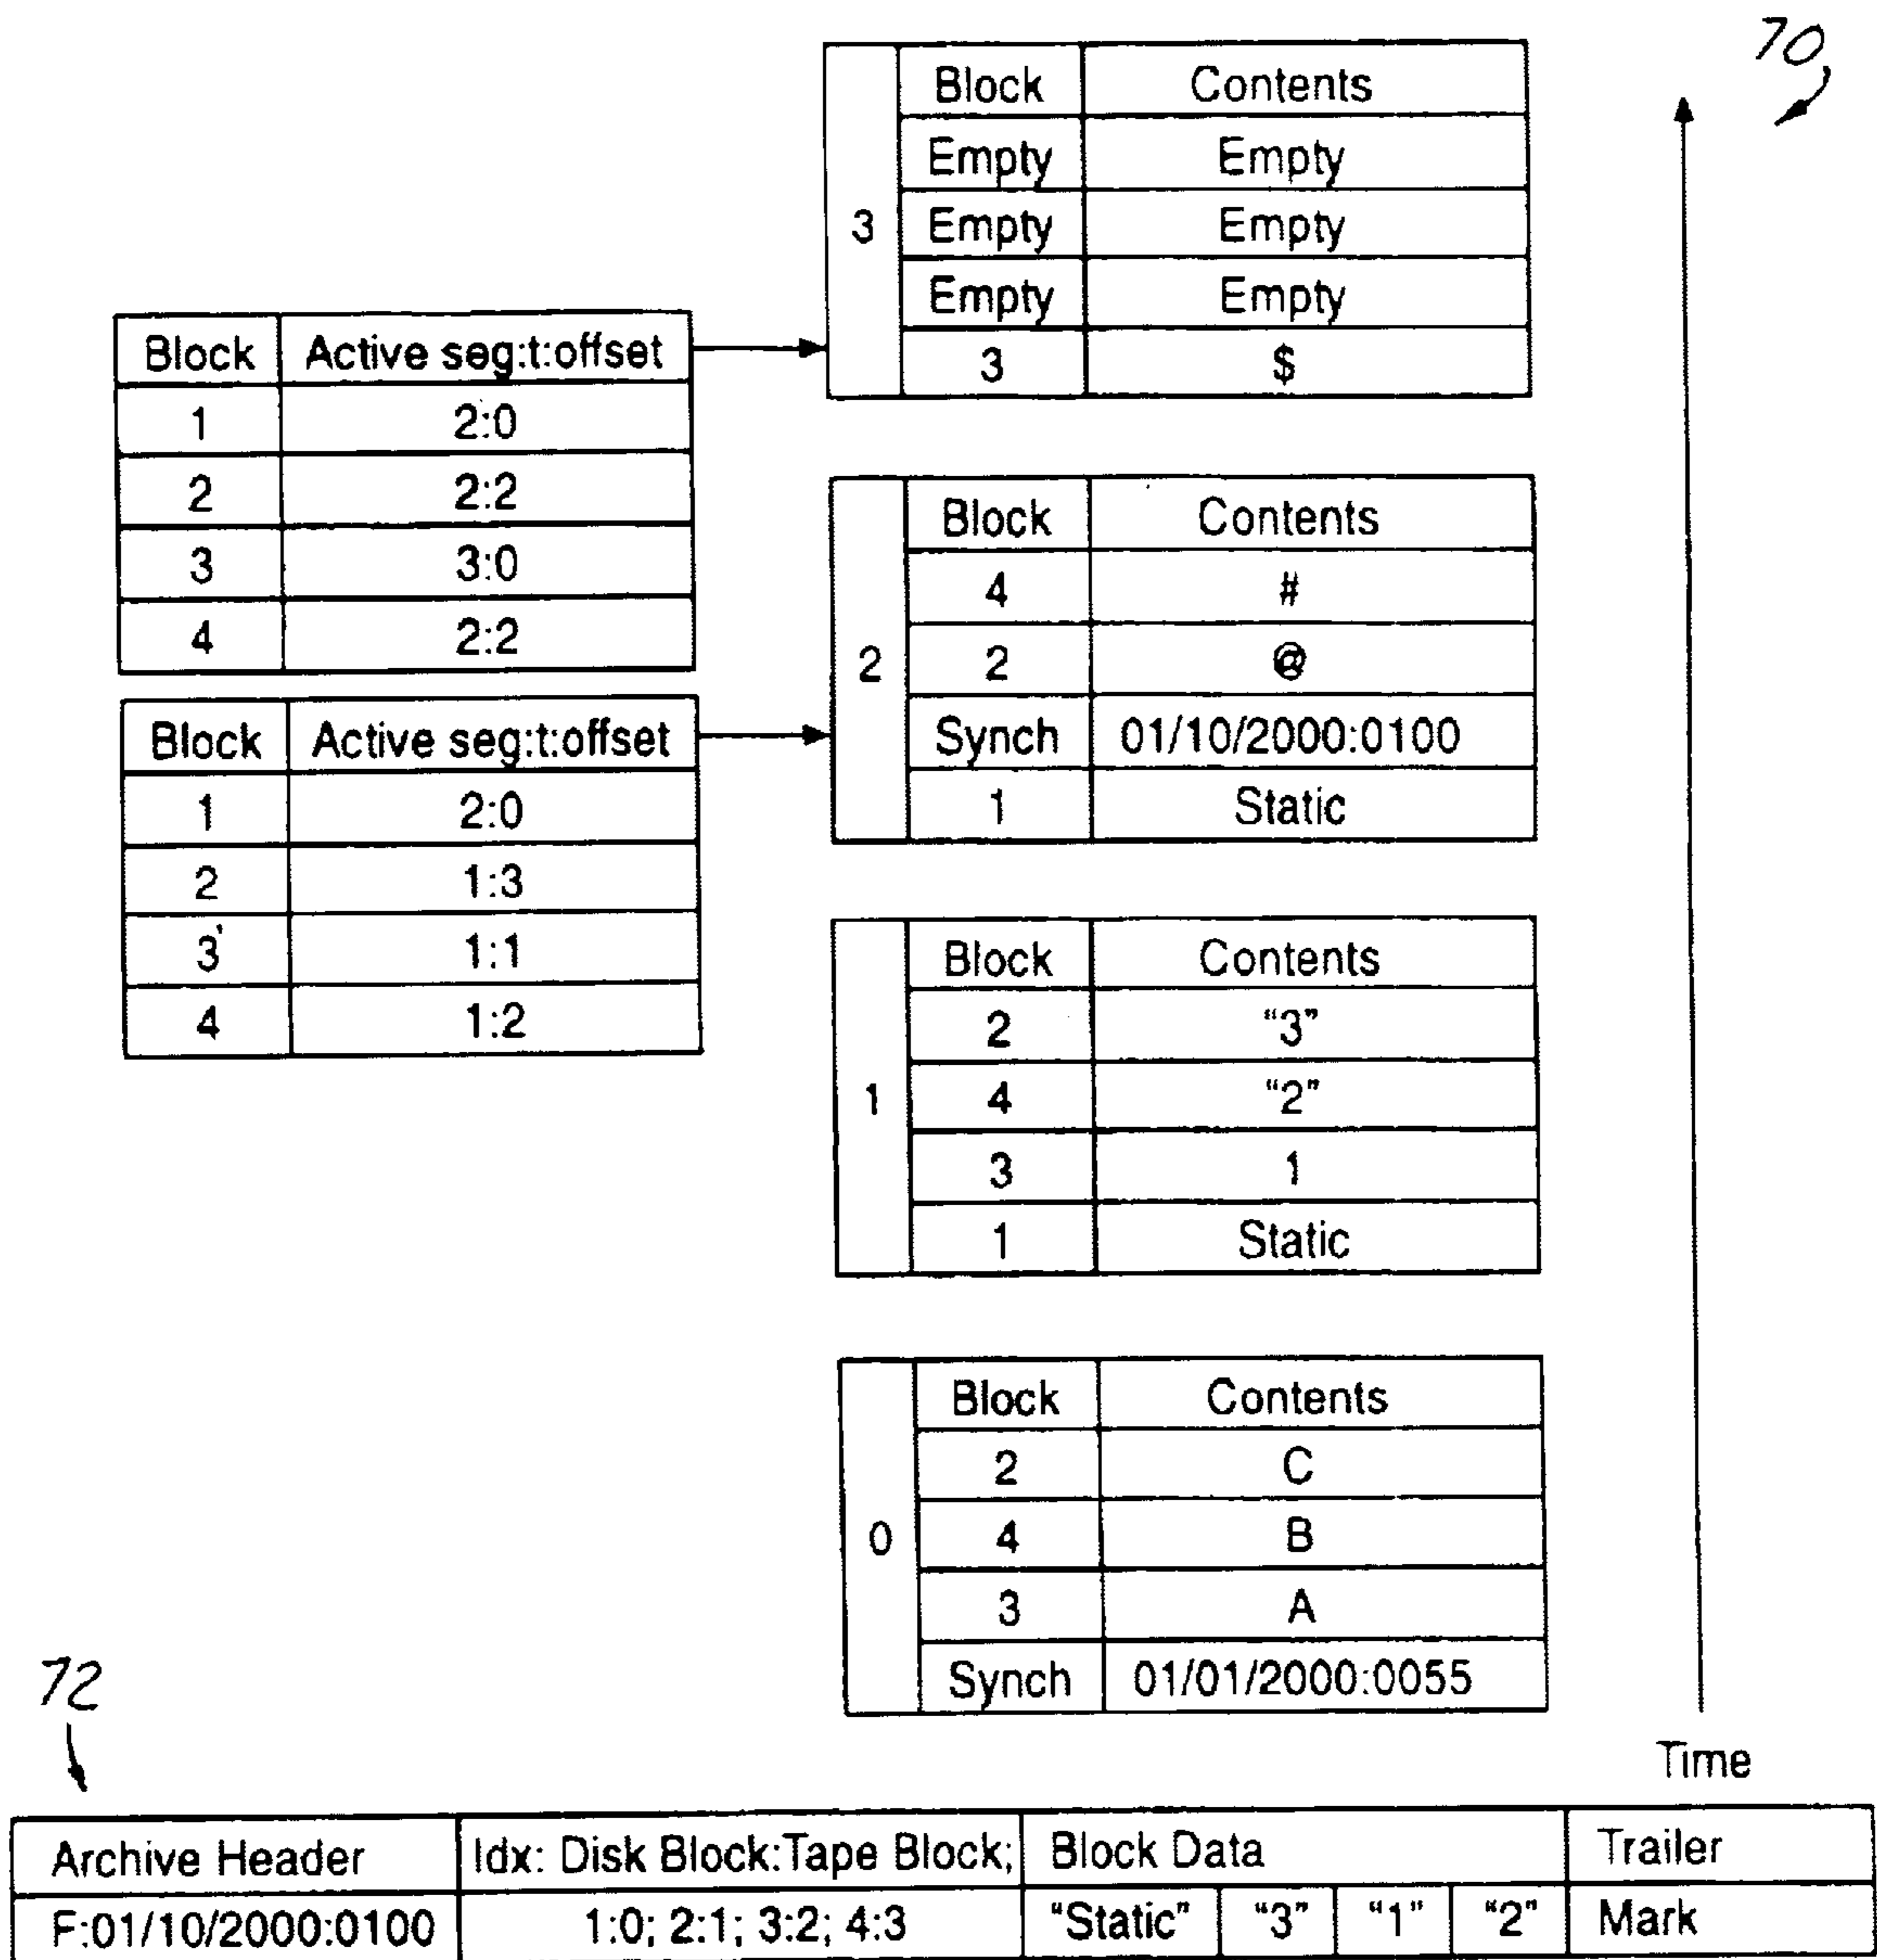 70
Block Contents
Empty Empty
3 Empty Empty
Empty Empty
3 $
Block Active seg:t:offset
1 2:0
2 2:2
3 3:0
4 2:2
Block Contents
4 #
2 2 @
Synch 01/10/2000:0100
1 Static
Block Active seg:t:offset
1 2:0
2 1:3
3' 1:1
4 1:2
Block Contents
2 “3”
1 4 “2”
3 1
1 Static
Block Contents
2 C
0 4 B
3 A
Synch 01/01/2000:0055
Time
72
Archive Header Idx: Disk Block:Tape Block; Block Data Trailer
F:01/10/2000:0100 1:0; 2:1; 3:2; 4:3 “Static” “3” “1” “2” Mark